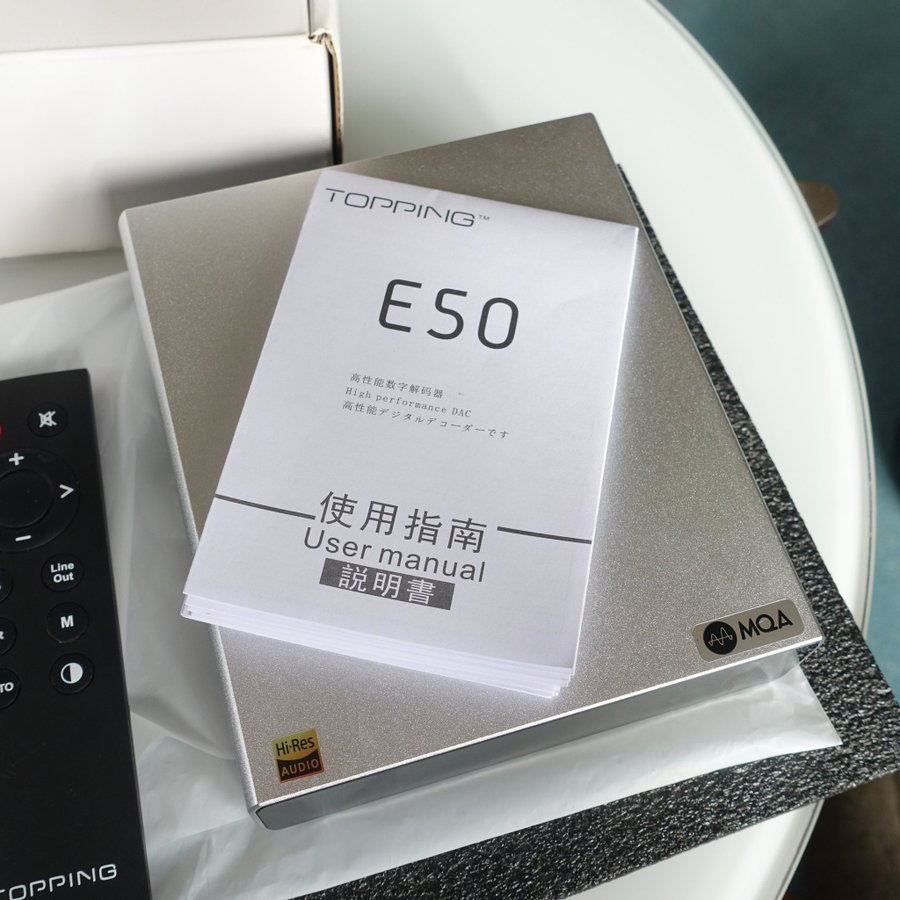 TOPPING™
E50
高性能数字解码器
High performance DAC
高性能デジタルデコーダーです
使用指南
User manual
説明書
MQA
Hi-Res
AUDIO
+
>
−
Line
Out
M
TOPPING